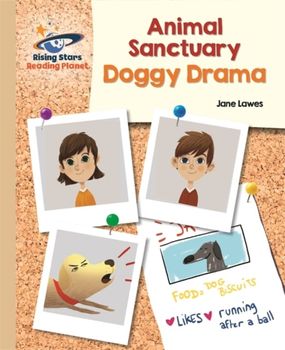 Rising Stars
Reading Planet
Animal
Sanctuary
Doggy Drama
Jane Lawes
FOOD: DOG
BISCUITS
LIKES running
after a ball